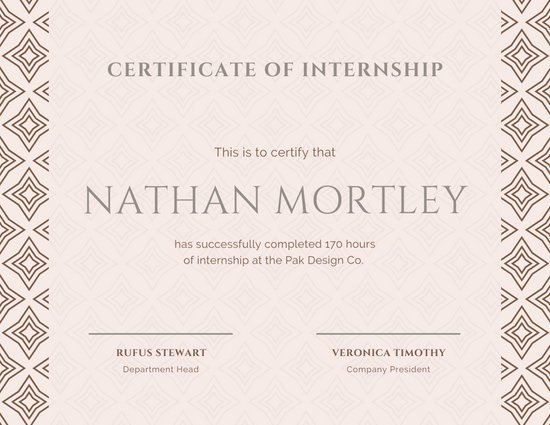 CERTIFICATE OF INTERNSHIP
This is to certify that
NATHAN MORTLEY
has successfully completed 170 hours
of internship at the Pak Design Co.
RUFUS STEWART
Department Head
VERONICA TIMOTHY
Company President